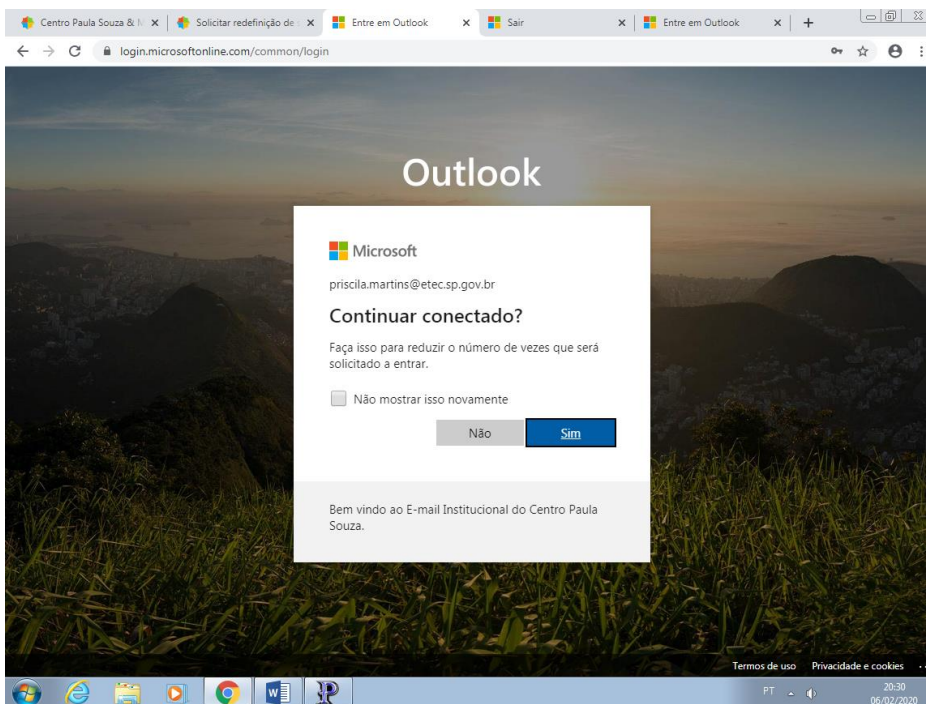 Centro Paula Souza & M
Solicitar redefinição de s
Entre em Outlook
Sair
Entre em Outlook
login.microsoftonline.com/common/login
Outlook
Microsoft
priscila.martins@etec.sp.gov.br
Continuar conectado?
Faça isso para reduzir o número de vezes que será
solicitado a entrar.
Não mostrar isso novamente
Não
Sim
Bem vindo ao E-mail Institucional do Centro Paula
Souza.
Termos de uso
Privacidade e cookies
PT
20:30
06/02/2020